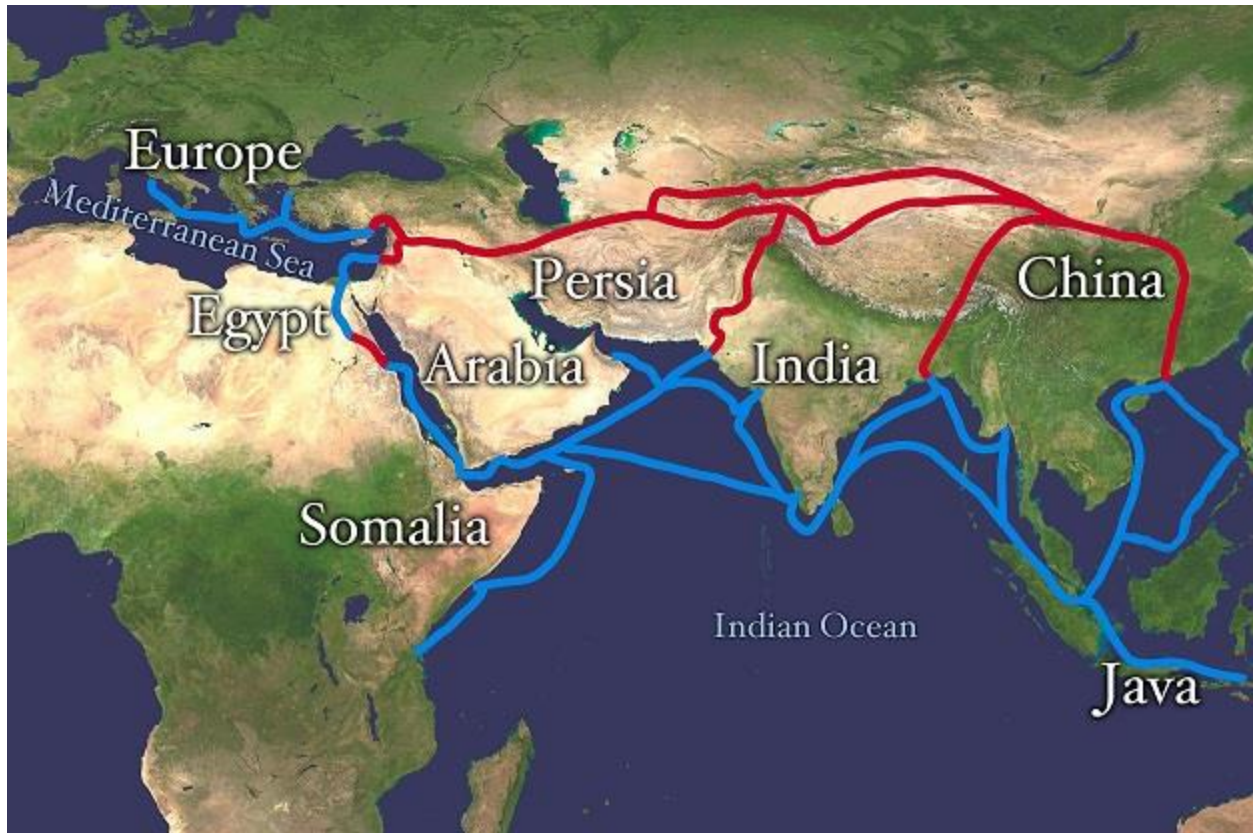 Europe
Mediterranean Sea
Egypt
Persia
China
Arabia
India
Somalia
Indian Ocean
Java